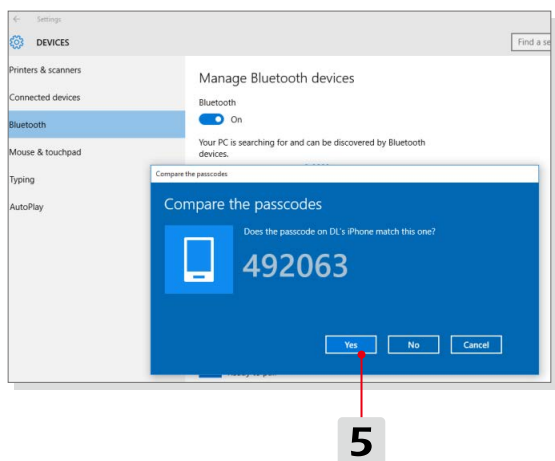 ← Settings
DEVICES
Find a se
Printers & scanners
Connected devices
Bluetooth
Mouse & touchpad
Typing
AutoPlay
Manage Bluetooth devices
Bluetooth
On
Your PC is searching for and can be discovered by Bluetooth
devices.
Compare the passcodes
Compare the passcodes
Does the passcode on DL's iPhone match this one?
492063
Yes No Cancel
5